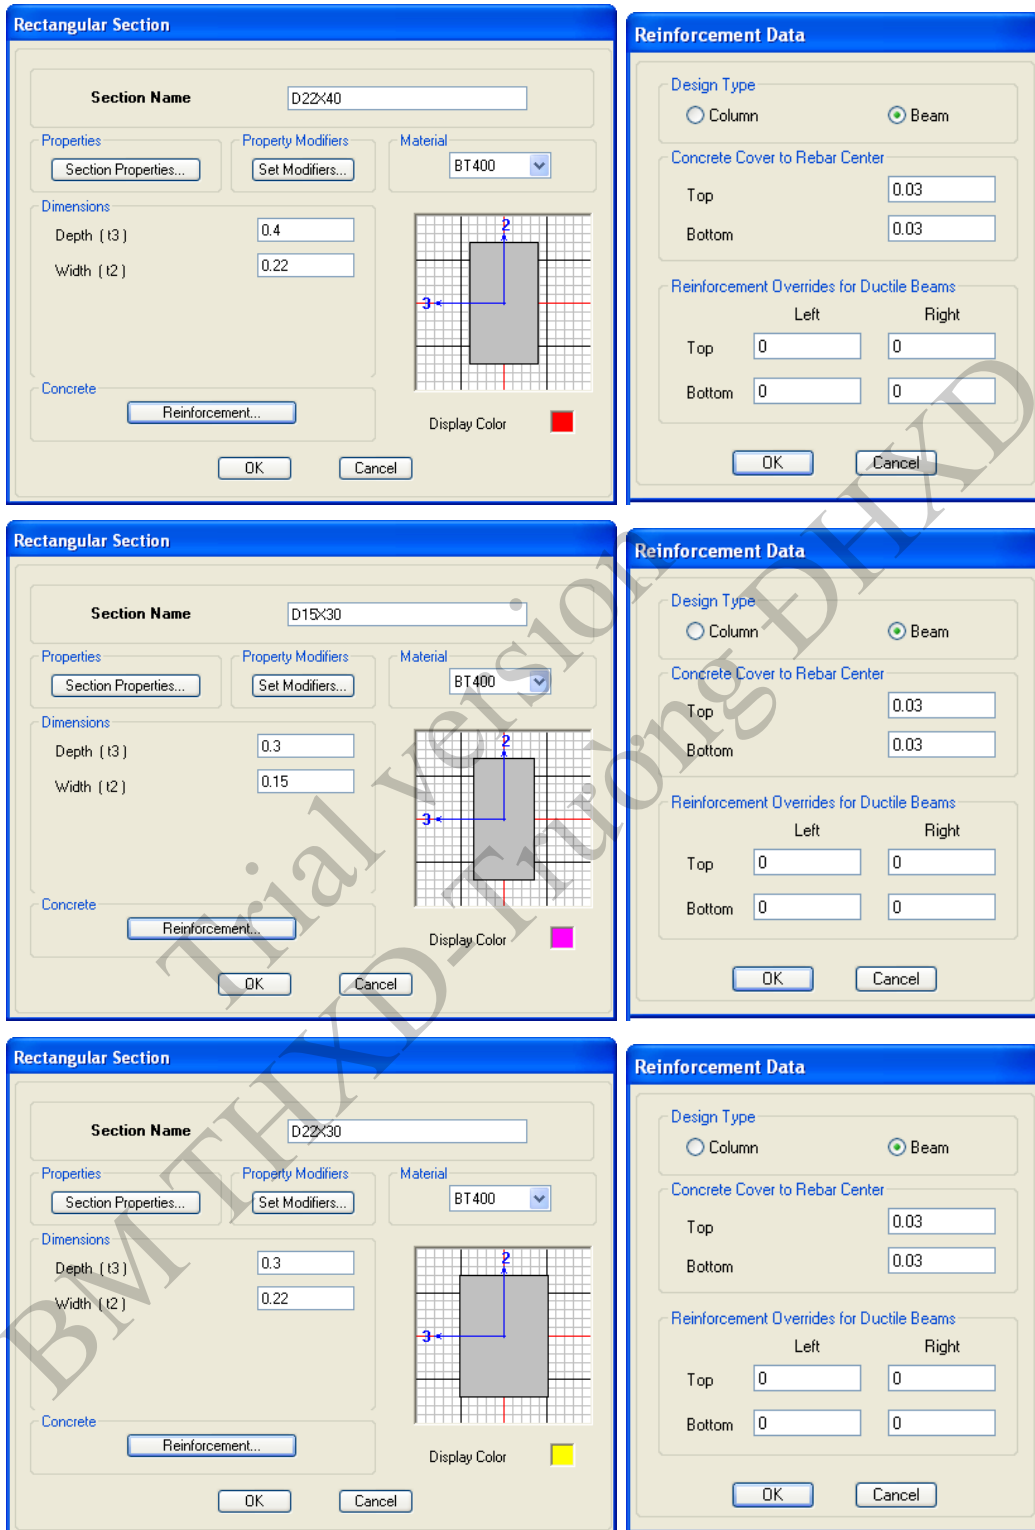 Rectangular Section
Section Name D22X40
Properties Property Modifiers Material
Section Properties... Set Modifiers... BT400
Dimensions
Depth ( t3 ) 0.4
Width ( t2 ) 0.22
2
3
Concrete
Reinforcement...
Display Color
OK Cancel
Reinforcement Data
Design Type
Column Beam
Concrete Cover to Rebar Center
Top 0.03
Bottom 0.03
Reinforcement Overrides for Ductile Beams
Left Right
Top 0 0
Bottom 0 0
OK Cancel
Rectangular Section
Section Name D15X30
Properties Property Modifiers Material
Section Properties... Set Modifiers... BT400
Dimensions
Depth ( t3 ) 0.3
Width ( t2 ) 0.15
2
3
Concrete
Reinforcement...
Display Color
OK Cancel
Reinforcement Data
Design Type
Column Beam
Concrete Cover to Rebar Center
Top 0.03
Bottom 0.03
Reinforcement Overrides for Ductile Beams
Left Right
Top 0 0
Bottom 0 0
OK Cancel
Rectangular Section
Section Name D22X30
Properties Property Modifiers Material
Section Properties... Set Modifiers... BT400
Dimensions
Depth ( t3 ) 0.3
Width ( t2 ) 0.22
2
3
Concrete
Reinforcement...
Display Color
OK Cancel
Reinforcement Data
Design Type
Column Beam
Concrete Cover to Rebar Center
Top 0.03
Bottom 0.03
Reinforcement Overrides for Ductile Beams
Left Right
Top 0 0
Bottom 0 0
OK Cancel
Trial version
BM THXD-Trường ĐHXD